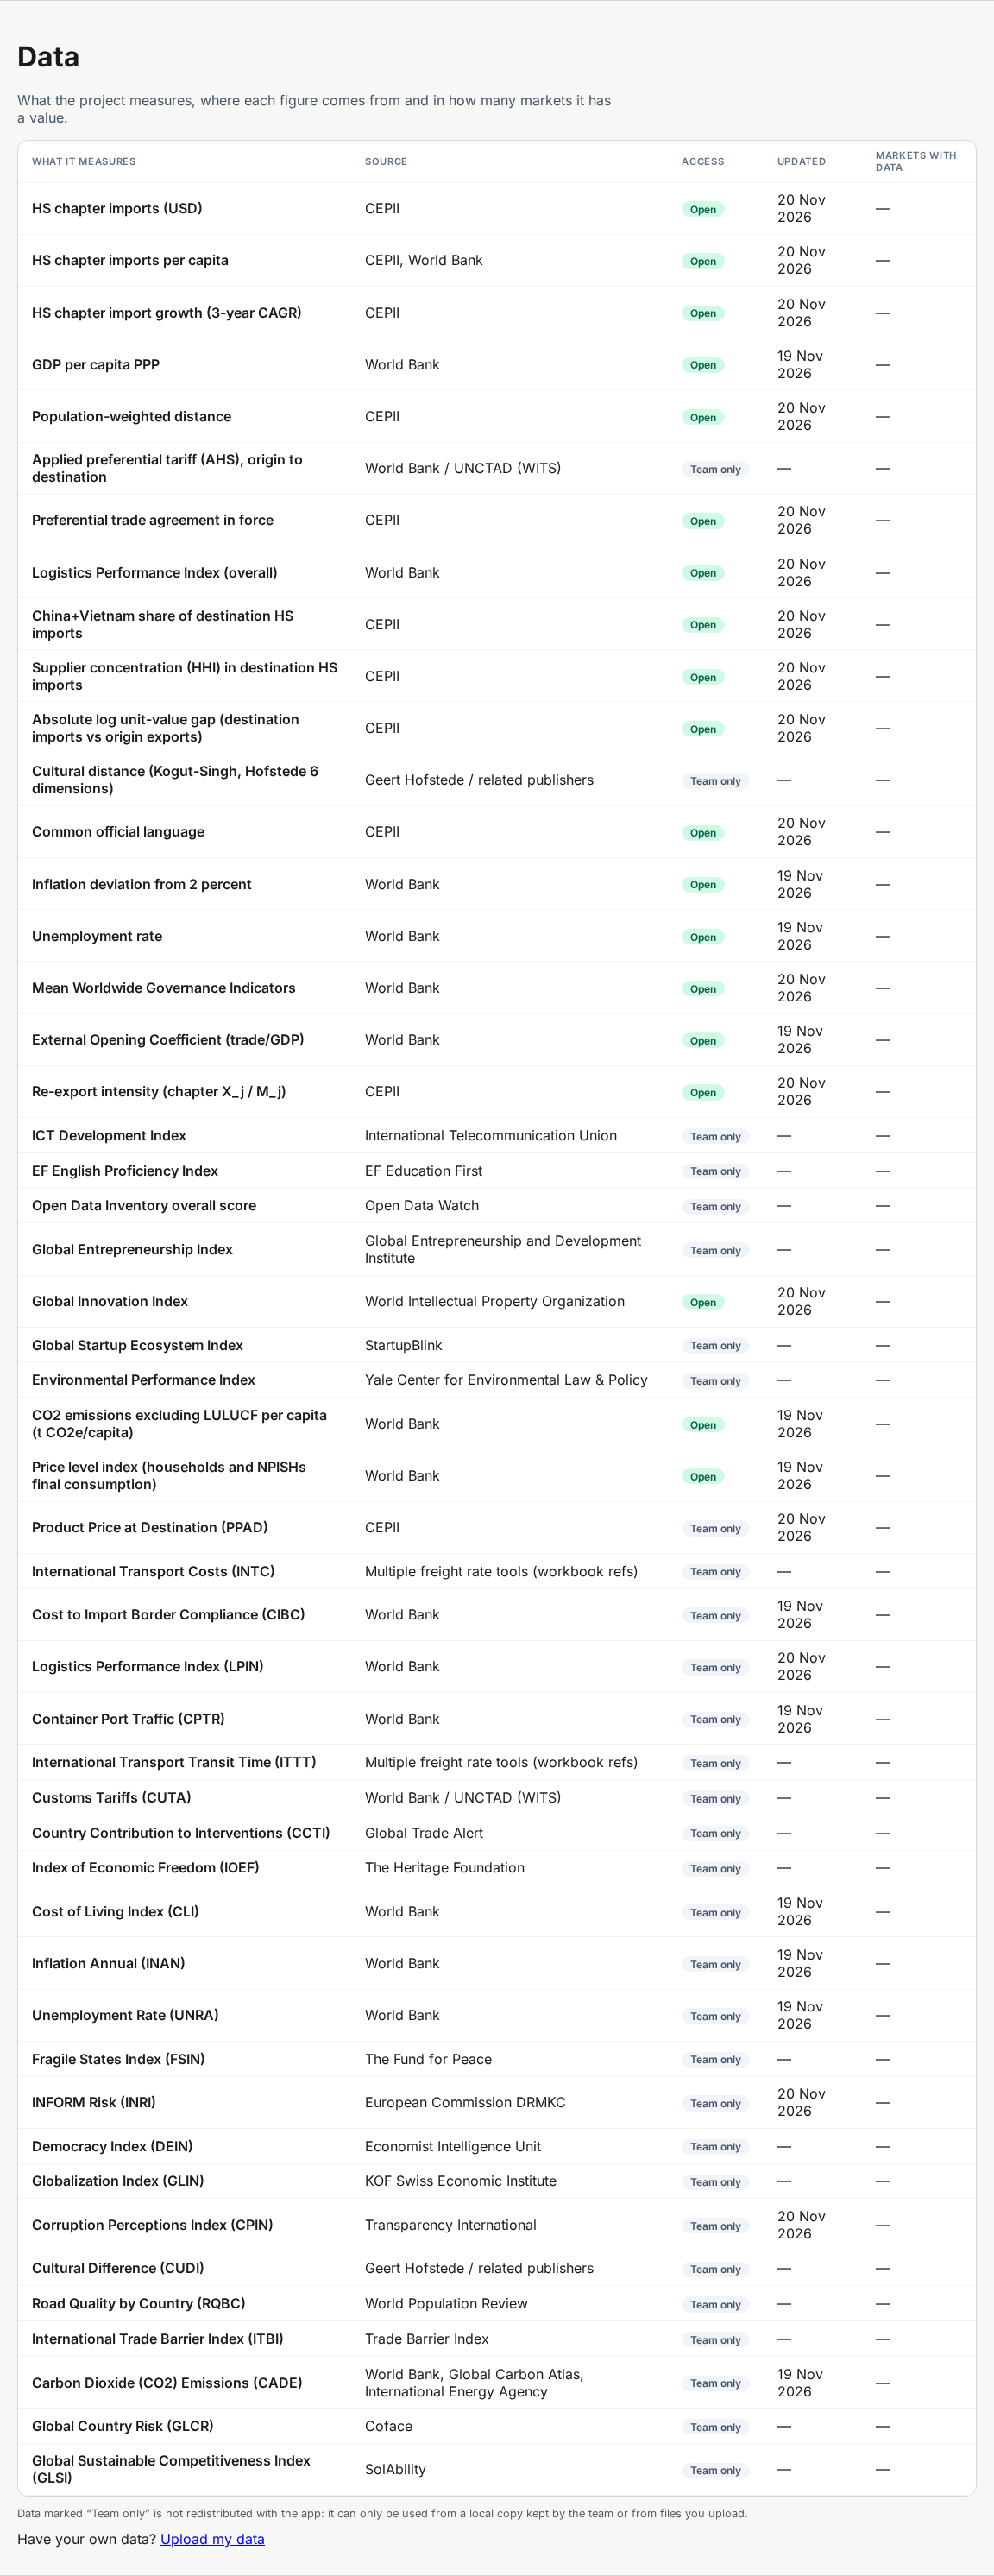 Data
What the project measures, where each figure comes from and in how many markets it has
a value.
WHAT IT MEASURES SOURCE ACCESS UPDATED MARKETS WITH DATA
HS chapter imports (USD) CEPII Open 20 Nov 2026 —
HS chapter imports per capita CEPII, World Bank Open 20 Nov 2026 —
HS chapter import growth (3-year CAGR) CEPII Open 20 Nov 2026 —
GDP per capita PPP World Bank Open 19 Nov 2026 —
Population-weighted distance CEPII Open 20 Nov 2026 —
Applied preferential tariff (AHS), origin to destination World Bank / UNCTAD (WITS) Team only — —
Preferential trade agreement in force CEPII Open 20 Nov 2026 —
Logistics Performance Index (overall) World Bank Open 20 Nov 2026 —
China+Vietnam share of destination HS imports CEPII Open 20 Nov 2026 —
Supplier concentration (HHI) in destination HS imports CEPII Open 20 Nov 2026 —
Absolute log unit-value gap (destination imports vs origin exports) CEPII Open 20 Nov 2026 —
Cultural distance (Kogut-Singh, Hofstede 6 dimensions) Geert Hofstede / related publishers Team only — —
Common official language CEPII Open 20 Nov 2026 —
Inflation deviation from 2 percent World Bank Open 19 Nov 2026 —
Unemployment rate World Bank Open 19 Nov 2026 —
Mean Worldwide Governance Indicators World Bank Open 20 Nov 2026 —
External Opening Coefficient (trade/GDP) World Bank Open 19 Nov 2026 —
Re-export intensity (chapter X_j / M_j) CEPII Open 20 Nov 2026 —
ICT Development Index International Telecommunication Union Team only — —
EF English Proficiency Index EF Education First Team only — —
Open Data Inventory overall score Open Data Watch Team only — —
Global Entrepreneurship Index Global Entrepreneurship and Development Institute Team only — —
Global Innovation Index World Intellectual Property Organization Open 20 Nov 2026 —
Global Startup Ecosystem Index StartupBlink Team only — —
Environmental Performance Index Yale Center for Environmental Law & Policy Team only — —
CO2 emissions excluding LULUCF per capita (t CO2e/capita) World Bank Open 19 Nov 2026 —
Price level index (households and NPISHs final consumption) World Bank Open 19 Nov 2026 —
Product Price at Destination (PPAD) CEPII Team only 20 Nov 2026 —
International Transport Costs (INTC) Multiple freight rate tools (workbook refs) Team only — —
Cost to Import Border Compliance (CIBC) World Bank Team only 19 Nov 2026 —
Logistics Performance Index (LPIN) World Bank Team only 20 Nov 2026 —
Container Port Traffic (CPTR) World Bank Team only 19 Nov 2026 —
International Transport Transit Time (ITTT) Multiple freight rate tools (workbook refs) Team only — —
Customs Tariffs (CUTA) World Bank / UNCTAD (WITS) Team only — —
Country Contribution to Interventions (CCTI) Global Trade Alert Team only — —
Index of Economic Freedom (IOEF) The Heritage Foundation Team only — —
Cost of Living Index (CLI) World Bank Team only 19 Nov 2026 —
Inflation Annual (INAN) World Bank Team only 19 Nov 2026 —
Unemployment Rate (UNRA) World Bank Team only 19 Nov 2026 —
Fragile States Index (FSIN) The Fund for Peace Team only — —
INFORM Risk (INRI) European Commission DRMKC Team only 20 Nov 2026 —
Democracy Index (DEIN) Economist Intelligence Unit Team only — —
Globalization Index (GLIN) KOF Swiss Economic Institute Team only — —
Corruption Perceptions Index (CPIN) Transparency International Team only 20 Nov 2026 —
Cultural Difference (CUDI) Geert Hofstede / related publishers Team only — —
Road Quality by Country (RQBC) World Population Review Team only — —
International Trade Barrier Index (ITBI) Trade Barrier Index Team only — —
Carbon Dioxide (CO2) Emissions (CADE) World Bank, Global Carbon Atlas, International Energy Agency Team only 19 Nov 2026 —
Global Country Risk (GLCR) Coface Team only — —
Global Sustainable Competitiveness Index (GLSI) SolAbility Team only — —
Data marked “Team only” is not redistributed with the app: it can only be used from a local copy kept by the team or from files you upload.
Have your own data? Upload my data